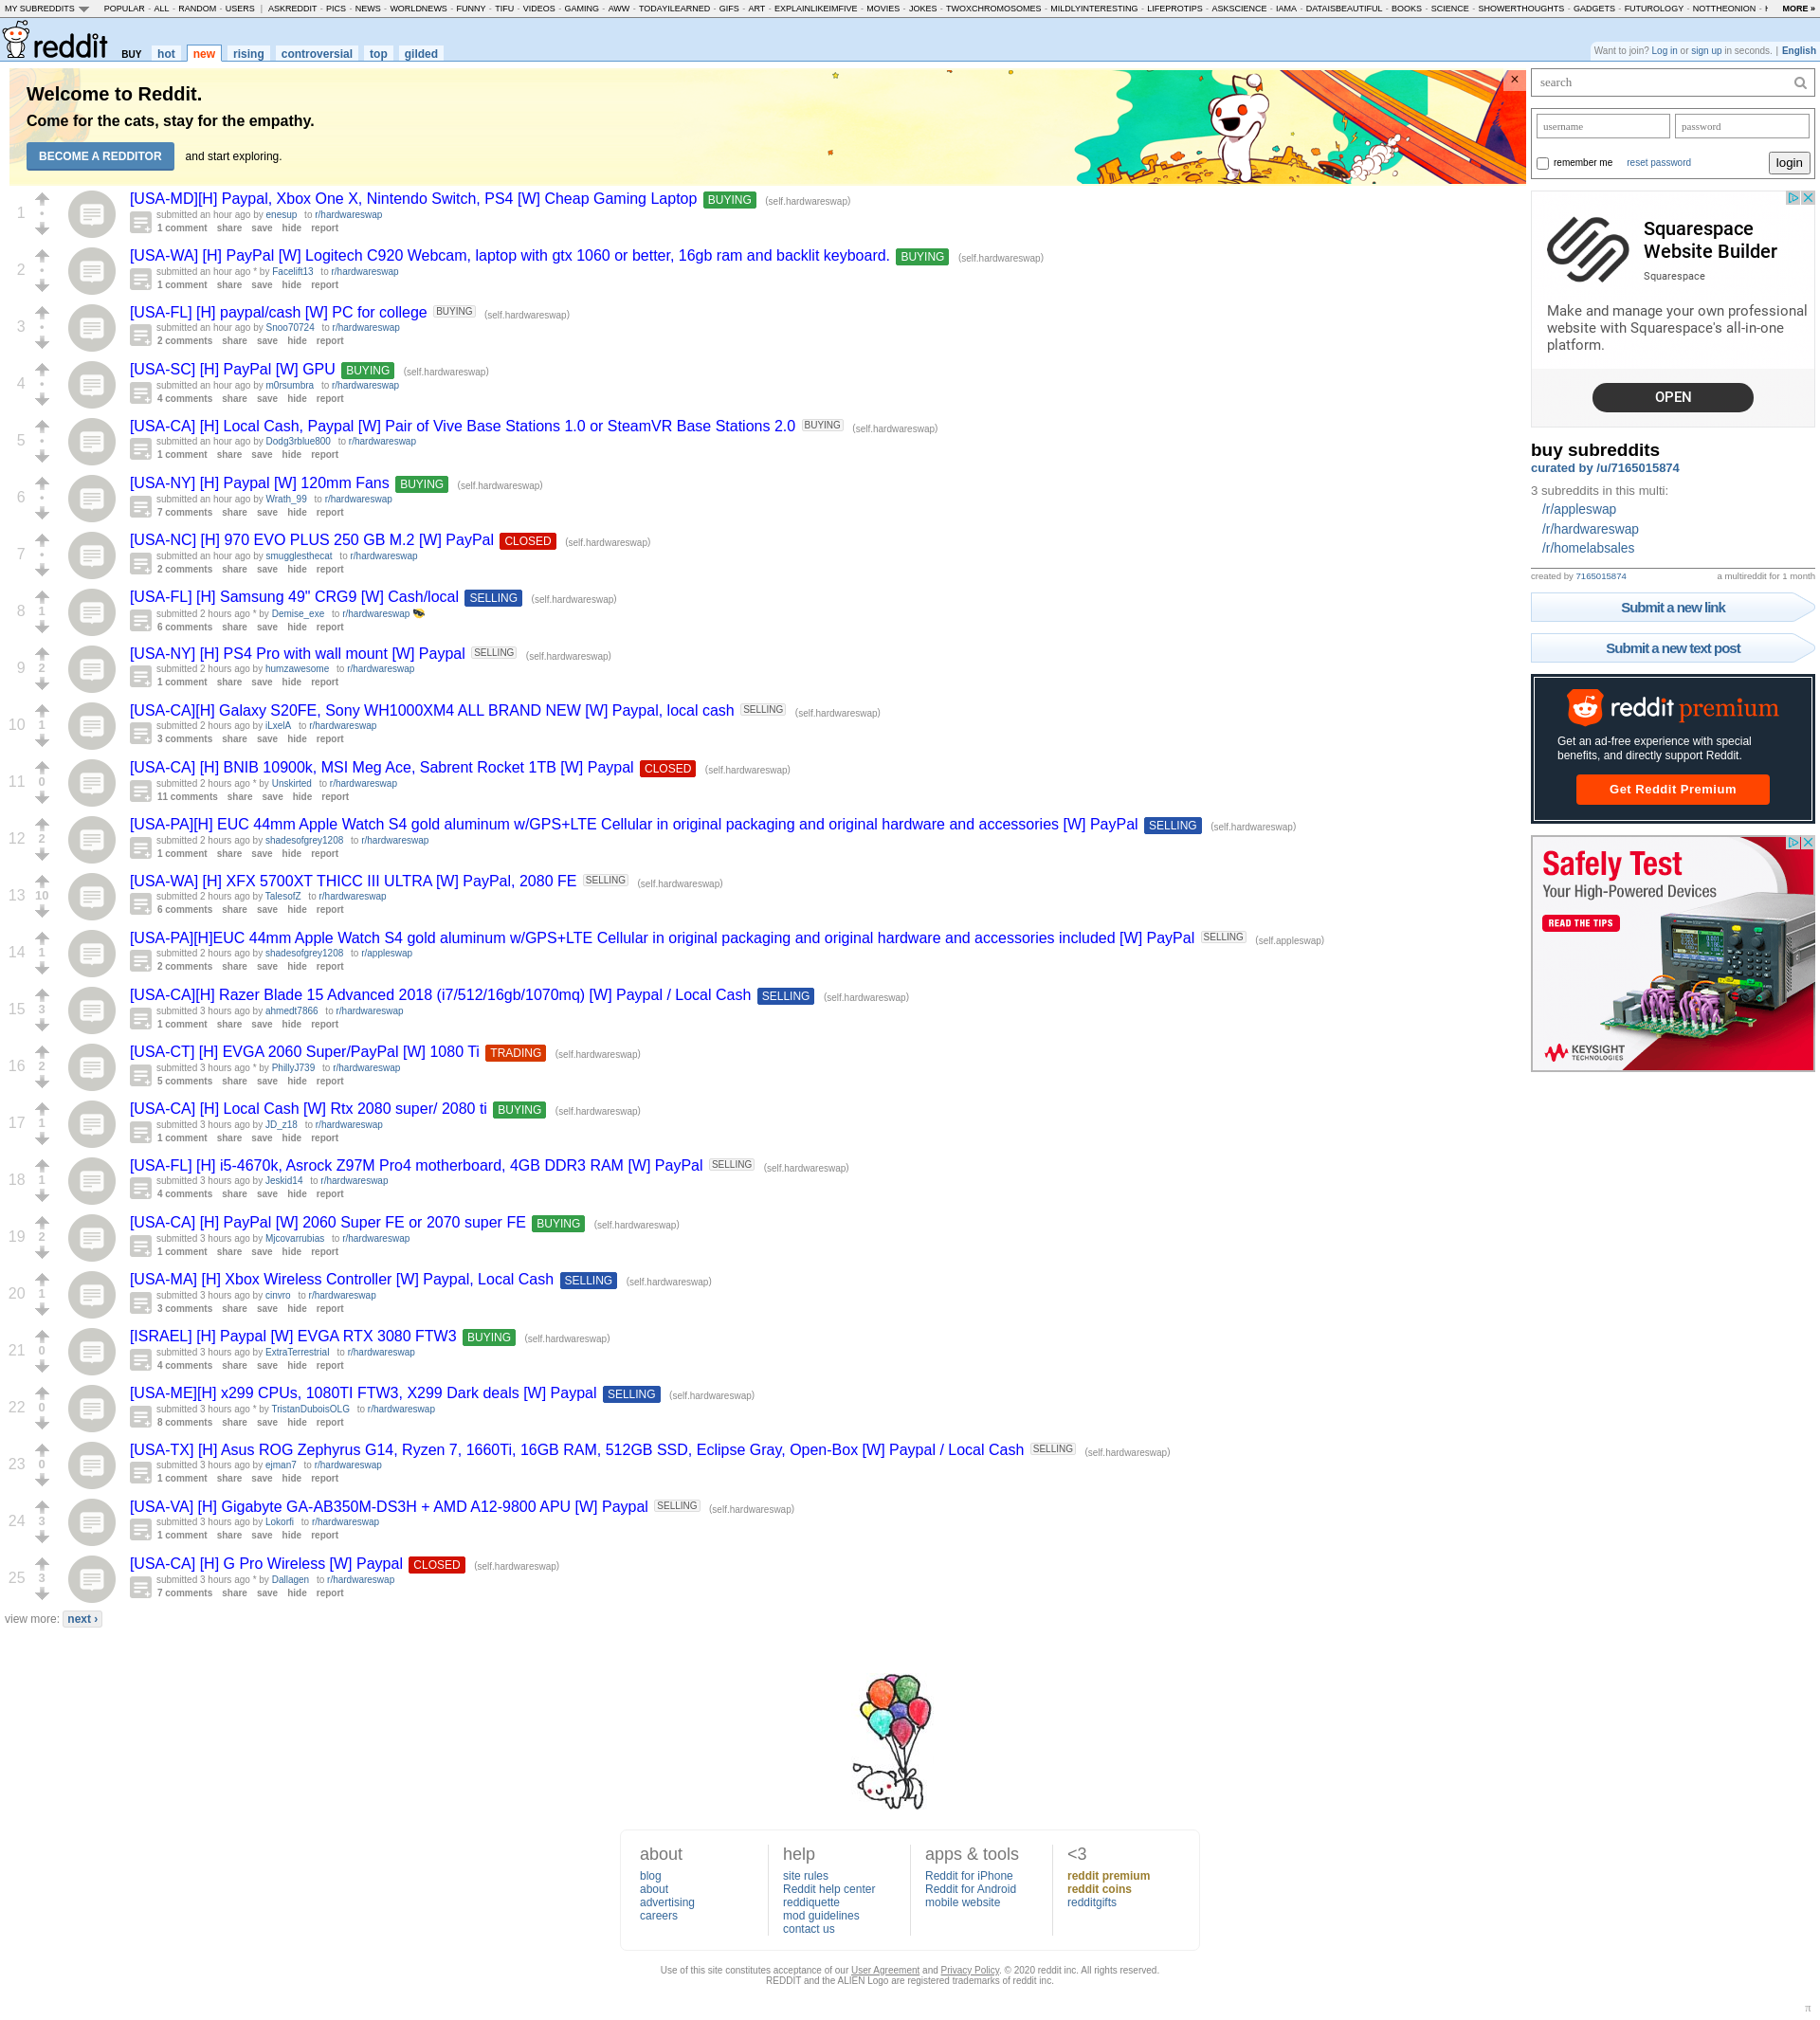 MY SUBREDDITS POPULAR - ALL - RANDOM - USERS | ASKREDDIT - PICS - NEWS - WORLDNEWS - FUNNY - TIFU - VIDEOS - GAMING - AWW - TODAYILEARNED - GIFS - ART - EXPLAINLIKEIMFIVE - MOVIES - JOKES - TWOXCHROMOSOMES - MILDLYINTERESTING - LIFEPROTIPS - ASKSCIENCE - IAMA - DATAISBEAUTIFUL - BOOKS - SCIENCE - SHOWERTHOUGHTS - GADGETS - FUTUROLOGY - NOTTHEONION - MORE »
reddit BUY hot new rising controversial top gilded
Want to join? Log in or sign up in seconds. | English
Welcome to Reddit.
Come for the cats, stay for the empathy.
BECOME A REDDITOR and start exploring.
×
1 [USA-MD][H] Paypal, Xbox One X, Nintendo Switch, PS4 [W] Cheap Gaming Laptop BUYING (self.hardwareswap)
• submitted an hour ago by enesup to r/hardwareswap
1 comment share save hide report
2 [USA-WA] [H] PayPal [W] Logitech C920 Webcam, laptop with gtx 1060 or better, 16gb ram and backlit keyboard. BUYING (self.hardwareswap)
• submitted an hour ago * by Facelift13 to r/hardwareswap
1 comment share save hide report
3 [USA-FL] [H] paypal/cash [W] PC for college BUYING (self.hardwareswap)
• submitted an hour ago by Snoo70724 to r/hardwareswap
2 comments share save hide report
4 [USA-SC] [H] PayPal [W] GPU BUYING (self.hardwareswap)
• submitted an hour ago by m0rsumbra to r/hardwareswap
4 comments share save hide report
5 [USA-CA] [H] Local Cash, Paypal [W] Pair of Vive Base Stations 1.0 or SteamVR Base Stations 2.0 BUYING (self.hardwareswap)
• submitted an hour ago by Dodg3rblue800 to r/hardwareswap
1 comment share save hide report
6 [USA-NY] [H] Paypal [W] 120mm Fans BUYING (self.hardwareswap)
• submitted an hour ago by Wrath_99 to r/hardwareswap
7 comments share save hide report
7 [USA-NC] [H] 970 EVO PLUS 250 GB M.2 [W] PayPal CLOSED (self.hardwareswap)
• submitted an hour ago by smugglesthecat to r/hardwareswap
2 comments share save hide report
8 [USA-FL] [H] Samsung 49" CRG9 [W] Cash/local SELLING (self.hardwareswap)
1 submitted 2 hours ago * by Demise_exe to r/hardwareswap
6 comments share save hide report
9 [USA-NY] [H] PS4 Pro with wall mount [W] Paypal SELLING (self.hardwareswap)
2 submitted 2 hours ago by humzawesome to r/hardwareswap
1 comment share save hide report
10 [USA-CA][H] Galaxy S20FE, Sony WH1000XM4 ALL BRAND NEW [W] Paypal, local cash SELLING (self.hardwareswap)
1 submitted 2 hours ago by iLxelA to r/hardwareswap
3 comments share save hide report
11 [USA-CA] [H] BNIB 10900k, MSI Meg Ace, Sabrent Rocket 1TB [W] Paypal CLOSED (self.hardwareswap)
0 submitted 2 hours ago * by Unskirted to r/hardwareswap
11 comments share save hide report
12 [USA-PA][H] EUC 44mm Apple Watch S4 gold aluminum w/GPS+LTE Cellular in original packaging and original hardware and accessories [W] PayPal SELLING (self.hardwareswap)
2 submitted 2 hours ago by shadesofgrey1208 to r/hardwareswap
1 comment share save hide report
13 [USA-WA] [H] XFX 5700XT THICC III ULTRA [W] PayPal, 2080 FE SELLING (self.hardwareswap)
10 submitted 2 hours ago by TalesofZ to r/hardwareswap
6 comments share save hide report
14 [USA-PA][H]EUC 44mm Apple Watch S4 gold aluminum w/GPS+LTE Cellular in original packaging and original hardware and accessories included [W] PayPal SELLING (self.appleswap)
1 submitted 2 hours ago by shadesofgrey1208 to r/appleswap
2 comments share save hide report
15 [USA-CA][H] Razer Blade 15 Advanced 2018 (i7/512/16gb/1070mq) [W] Paypal / Local Cash SELLING (self.hardwareswap)
3 submitted 3 hours ago by ahmedt7866 to r/hardwareswap
1 comment share save hide report
16 [USA-CT] [H] EVGA 2060 Super/PayPal [W] 1080 Ti TRADING (self.hardwareswap)
2 submitted 3 hours ago * by PhillyJ739 to r/hardwareswap
5 comments share save hide report
17 [USA-CA] [H] Local Cash [W] Rtx 2080 super/ 2080 ti BUYING (self.hardwareswap)
1 submitted 3 hours ago by JD_z18 to r/hardwareswap
1 comment share save hide report
18 [USA-FL] [H] i5-4670k, Asrock Z97M Pro4 motherboard, 4GB DDR3 RAM [W] PayPal SELLING (self.hardwareswap)
1 submitted 3 hours ago by Jeskid14 to r/hardwareswap
4 comments share save hide report
19 [USA-CA] [H] PayPal [W] 2060 Super FE or 2070 super FE BUYING (self.hardwareswap)
2 submitted 3 hours ago by Mjcovarrubias to r/hardwareswap
1 comment share save hide report
20 [USA-MA] [H] Xbox Wireless Controller [W] Paypal, Local Cash SELLING (self.hardwareswap)
1 submitted 3 hours ago by cinvro to r/hardwareswap
3 comments share save hide report
21 [ISRAEL] [H] Paypal [W] EVGA RTX 3080 FTW3 BUYING (self.hardwareswap)
0 submitted 3 hours ago by ExtraTerrestrial to r/hardwareswap
4 comments share save hide report
22 [USA-ME][H] x299 CPUs, 1080TI FTW3, X299 Dark deals [W] Paypal SELLING (self.hardwareswap)
0 submitted 3 hours ago * by TristanDuboisOLG to r/hardwareswap
8 comments share save hide report
23 [USA-TX] [H] Asus ROG Zephyrus G14, Ryzen 7, 1660Ti, 16GB RAM, 512GB SSD, Eclipse Gray, Open-Box [W] Paypal / Local Cash SELLING (self.hardwareswap)
0 submitted 3 hours ago by ejman7 to r/hardwareswap
1 comment share save hide report
24 [USA-VA] [H] Gigabyte GA-AB350M-DS3H + AMD A12-9800 APU [W] Paypal SELLING (self.hardwareswap)
3 submitted 3 hours ago by Lokorfi to r/hardwareswap
1 comment share save hide report
25 [USA-CA] [H] G Pro Wireless [W] Paypal CLOSED (self.hardwareswap)
3 submitted 3 hours ago * by Dallagen to r/hardwareswap
7 comments share save hide report
view more: next ›
search
username password
remember me reset password login
Squarespace
Website Builder
Squarespace
Make and manage your own professional
website with Squarespace's all-in-one
platform.
OPEN
buy subreddits
curated by /u/7165015874
3 subreddits in this multi:
/r/appleswap
/r/hardwareswap
/r/homelabsales
created by 7165015874 a multireddit for 1 month
Submit a new link
Submit a new text post
reddit premium
Get an ad-free experience with special
benefits, and directly support Reddit.
Get Reddit Premium
Safely Test
Your High-Powered Devices
READ THE TIPS
KEYSIGHT
TECHNOLOGIES
about help apps & tools <3
blog site rules Reddit for iPhone reddit premium
about Reddit help center Reddit for Android reddit coins
advertising reddiquette mobile website redditgifts
careers mod guidelines
contact us
Use of this site constitutes acceptance of our User Agreement and Privacy Policy. © 2020 reddit inc. All rights reserved.
REDDIT and the ALIEN Logo are registered trademarks of reddit inc.
π